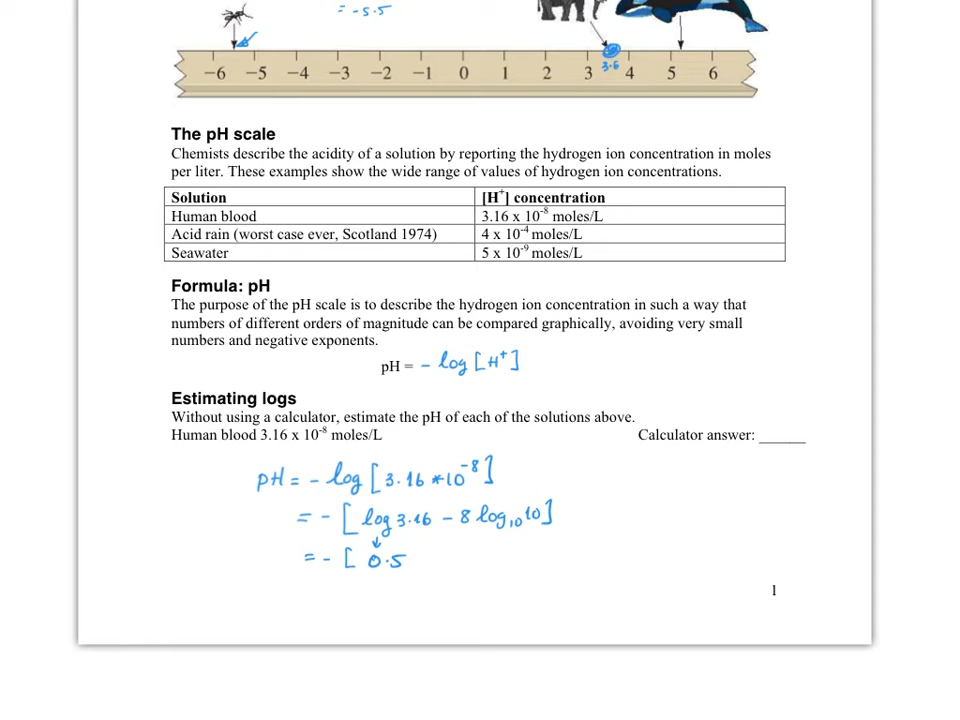 = -5.5
-6 -5 -4 -3 -2 -1 0 1 2 3 3.6 4 5 6
The pH scale
Chemists describe the acidity of a solution by reporting the hydrogen ion concentration in moles
per liter. These examples show the wide range of values of hydrogen ion concentrations.
Solution [H⁺] concentration
Human blood 3.16 x 10⁻⁸ moles/L
Acid rain (worst case ever, Scotland 1974) 4 x 10⁻⁴ moles/L
Seawater 5 x 10⁻⁹ moles/L
Formula: pH
The purpose of the pH scale is to describe the hydrogen ion concentration in such a way that
numbers of different orders of magnitude can be compared graphically, avoiding very small
numbers and negative exponents.
pH = - log [H⁺]
Estimating logs
Without using a calculator, estimate the pH of each of the solutions above.
Human blood 3.16 x 10⁻⁸ moles/L Calculator answer: ______
pH = - log [3.16 * 10⁻⁸]
= - [log 3.16 - 8 log₁₀ 10]
= - [ 0.5
1